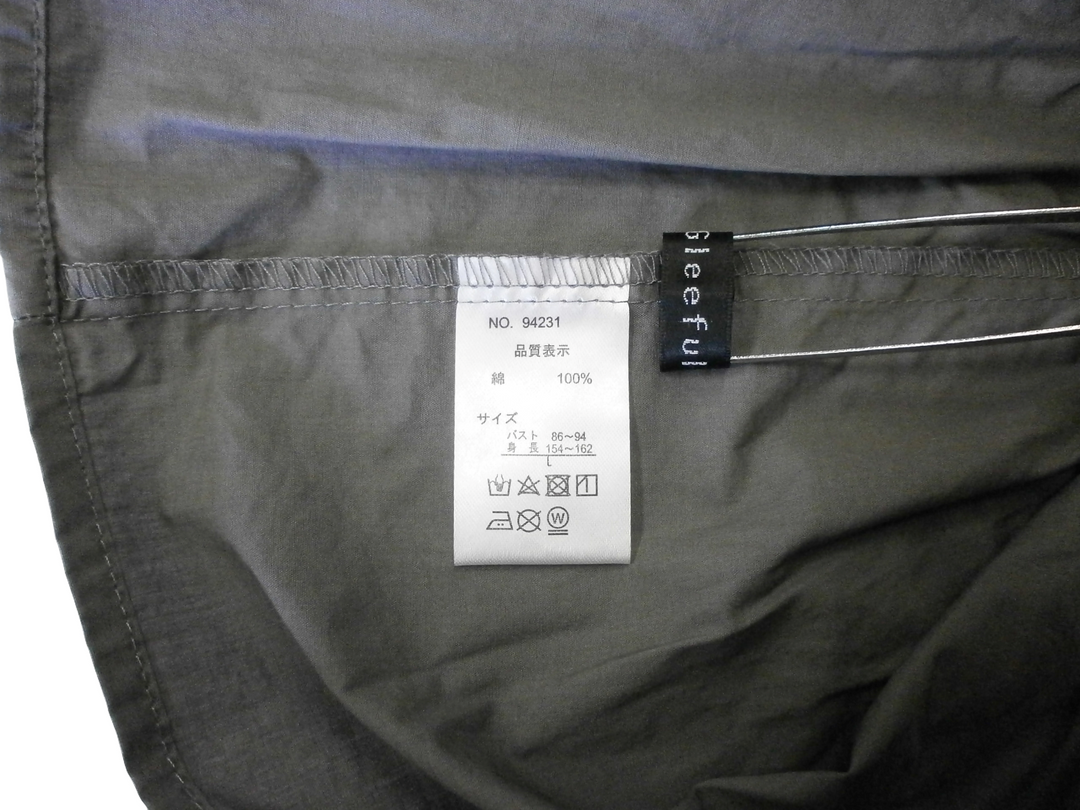 NO. 94231
品質表示
綿 100%
サイズ
バスト 86～94
身 長 154～162
L
W
Gleeful